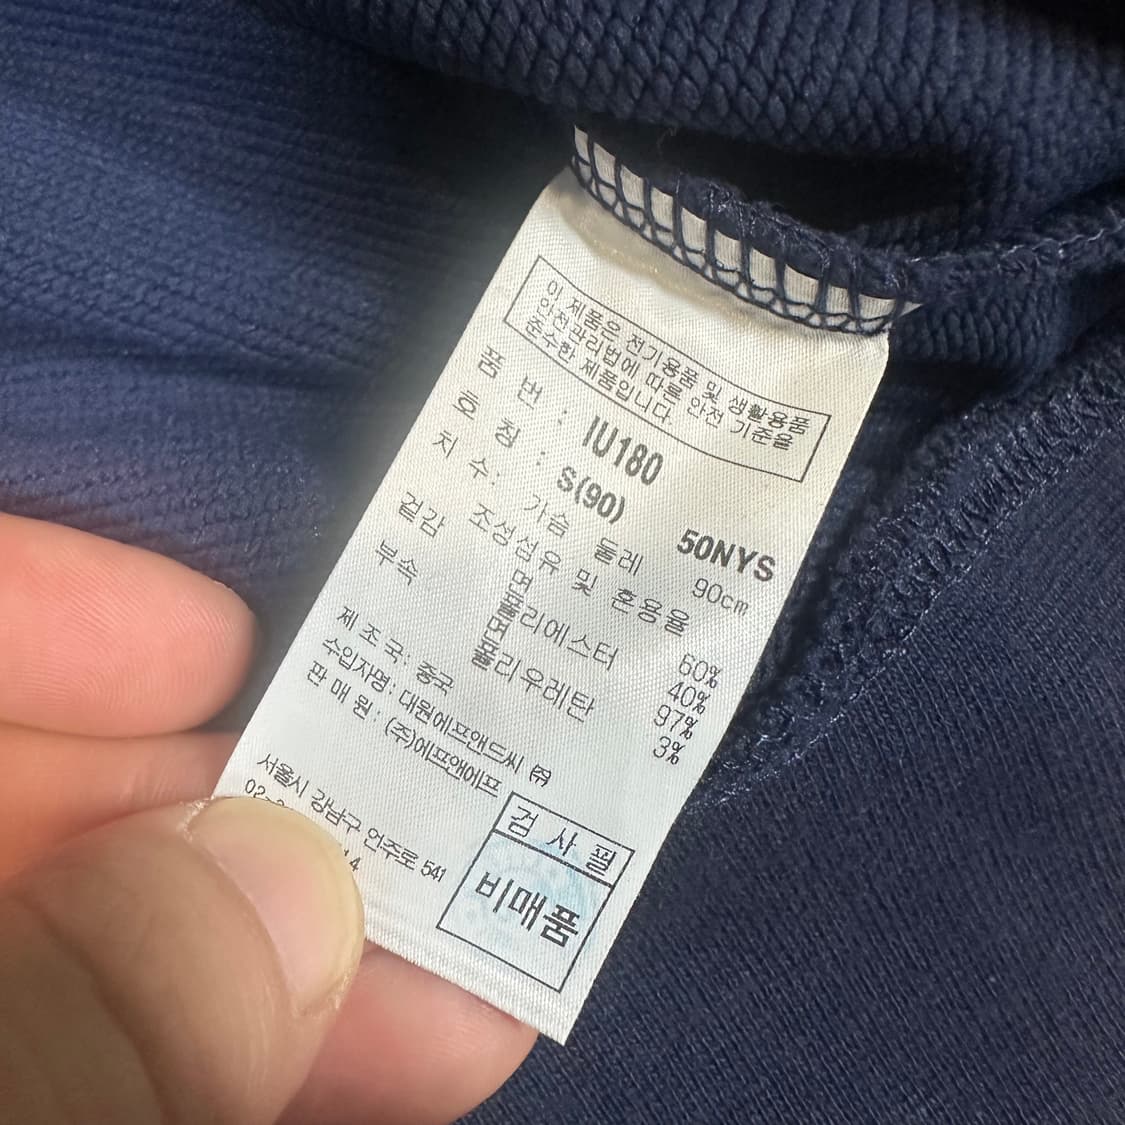 이 제품은 전기용품 및 생활용품
안전관리법에 따른 안전 기준을
준수한 제품입니다.
품 번 : IU180
호 칭 : S(90) 50NYS
치 수: 가슴 둘레 90cm
조성섬유 및 혼용율
겉감 60%
리에스터 40%
부속 97%
리우레탄 3%
제 조 국: 중국
수입자명: 대원에프앤드씨 ㈜
판 매 원 : (주)에프앤에프
서울시 강남구 언주로 541
검 사 필
비매품